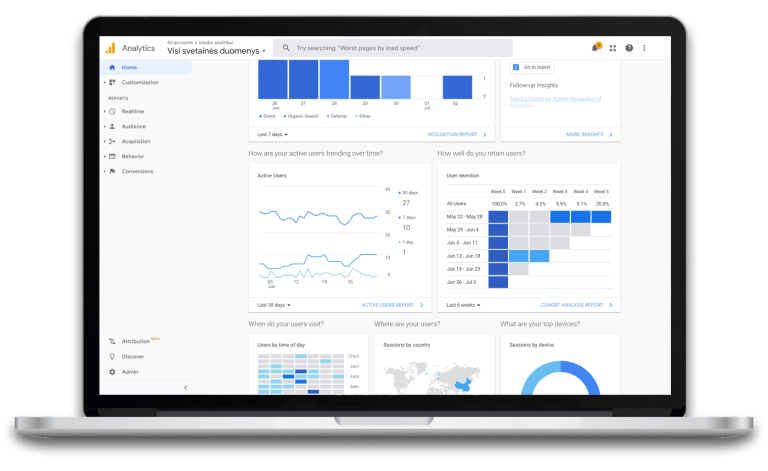 Analytics
All accounts > Istudio analitikai
Visi svetainės duomenys
Try searching "Worst pages by load speed"
Home
Customization
REPORTS
Realtime
Audience
Acquisition
Behavior
Conversions
Attribution BETA
Discover
Admin
1
0
26 Jun
27
28
29
30
01 Jul
02
Direct
Organic Search
Referral
Other
Last 7 days
ACQUISITION REPORT
Go to report
Follow-up Insights
MORE INSIGHTS
How are your active users trending over time?
Active Users
40
30
20
10
0
30 days
27
7 days
10
1 day
1
05 Jun
12
19
26
Last 30 days
ACTIVE USERS REPORT
How well do you retain users?
User retention
Week 0 Week 1 Week 2 Week 3 Week 4 Week 5
All Users 100.0% 3.7% 4.2% 5.9% 9.1% 20.0%
May 22 - May 28
May 29 - Jun 4
Jun 5 - Jun 11
Jun 12 - Jun 18
Jun 19 - Jun 25
Jun 26 - Jul 2
Last 6 weeks
COHORT ANALYSIS REPORT
When do your users visit?
Users by time of day
12am
2am
4am
6am
Where are your users?
Sessions by country
What are your top devices?
Sessions by device